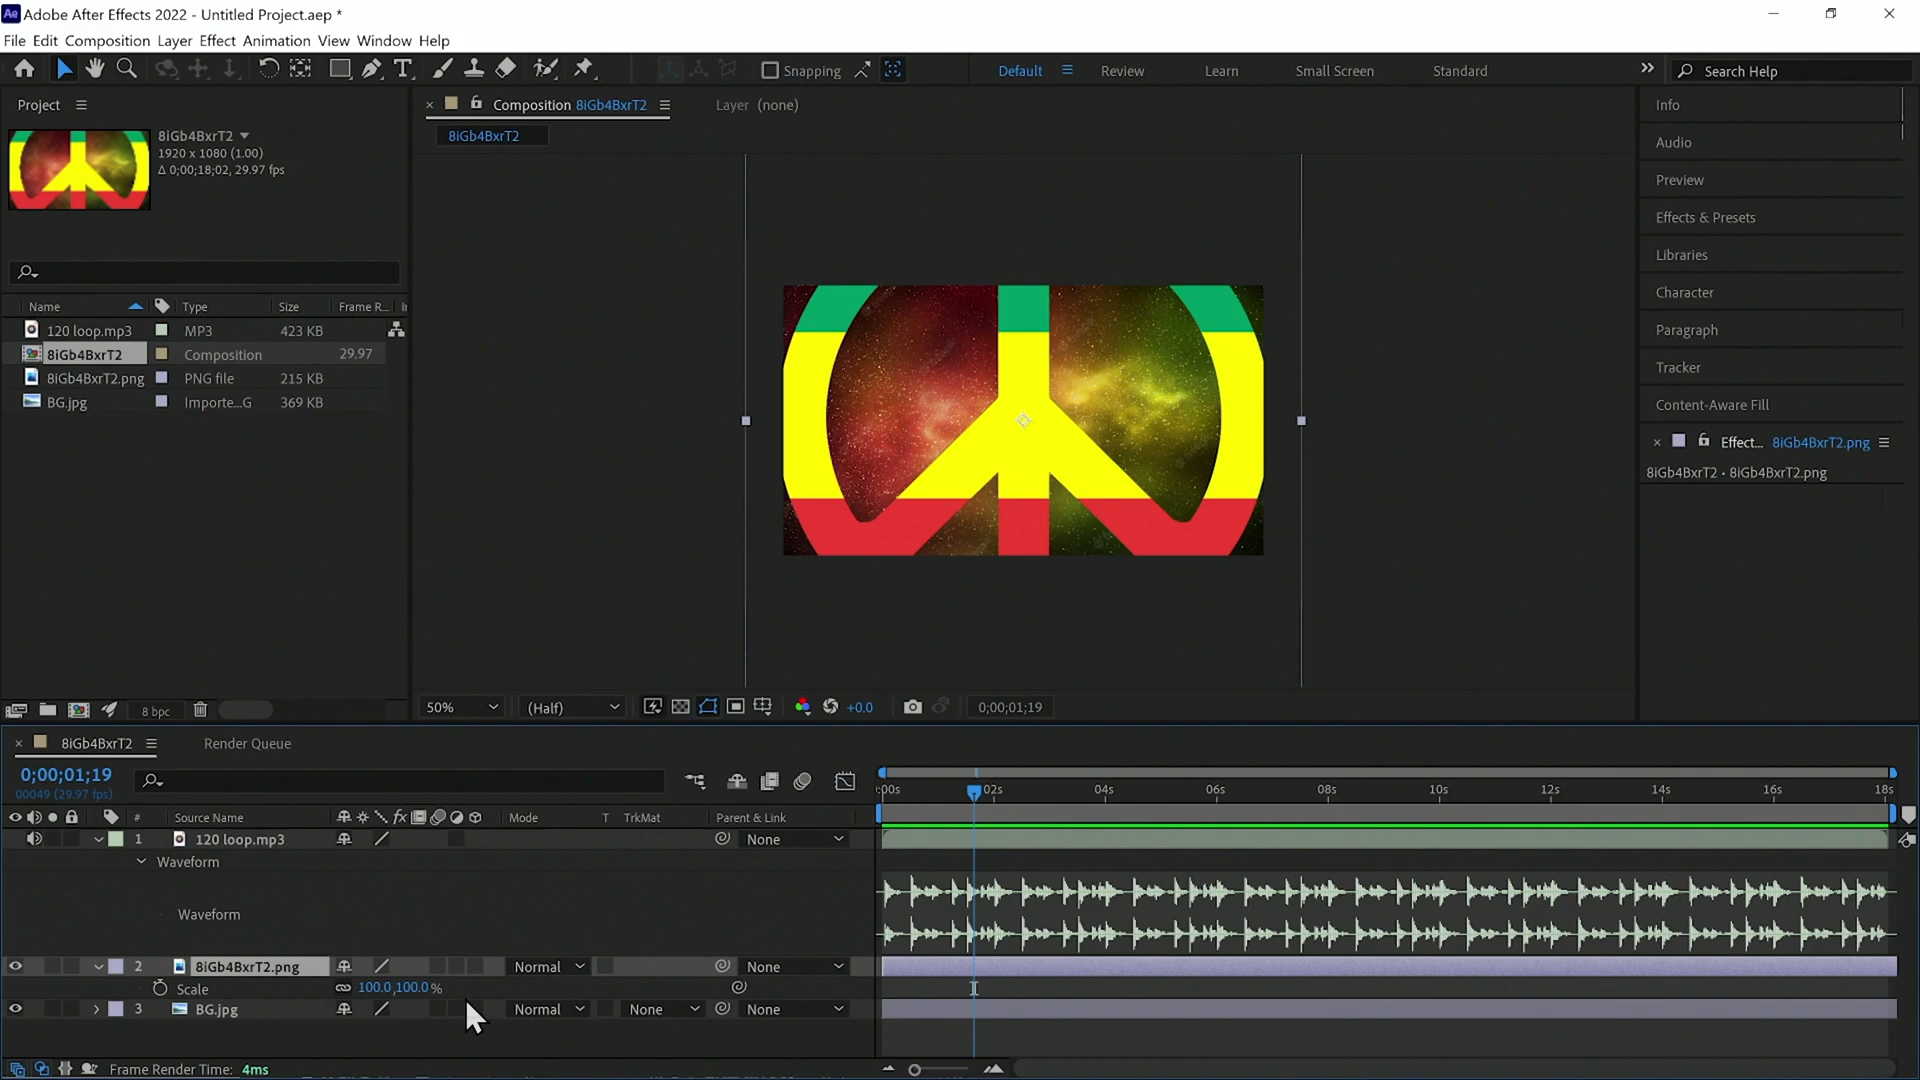 Adobe After Effects 2022 - Untitled Project.aep *
File Edit Composition Layer Effect Animation View Window Help
Snapping Default Review Learn Small Screen Standard Search Help
Project
8iGb4BxrT2
1920 x 1080 (1.00)
Δ 0;00;18;02, 29.97 fps
Name Type Size Frame R...
120 loop.mp3 MP3 423 KB
8iGb4BxrT2 Composition 29.97
8iGb4BxrT2.png PNG file 215 KB
BG.jpg Importe...G 369 KB
8 bpc
Composition 8iGb4BxrT2 Layer (none)
8iGb4BxrT2
50% (Half) +0.0 0;00;01;19
Info
Audio
Preview
Effects & Presets
Libraries
Character
Paragraph
Tracker
Content-Aware Fill
Effect... 8iGb4BxrT2.png
8iGb4BxrT2 • 8iGb4BxrT2.png
8iGb4BxrT2 Render Queue
0;00;01;19
00049 (29.97 fps)
:00s 02s 04s 06s 08s 10s 12s 14s 16s 18s
# Source Name fx Mode T TrkMat Parent & Link
1 120 loop.mp3 None
Waveform
Waveform
2 8iGb4BxrT2.png Normal None
Scale 100.0,100.0%
3 BG.jpg Normal None None
Frame Render Time: 4ms